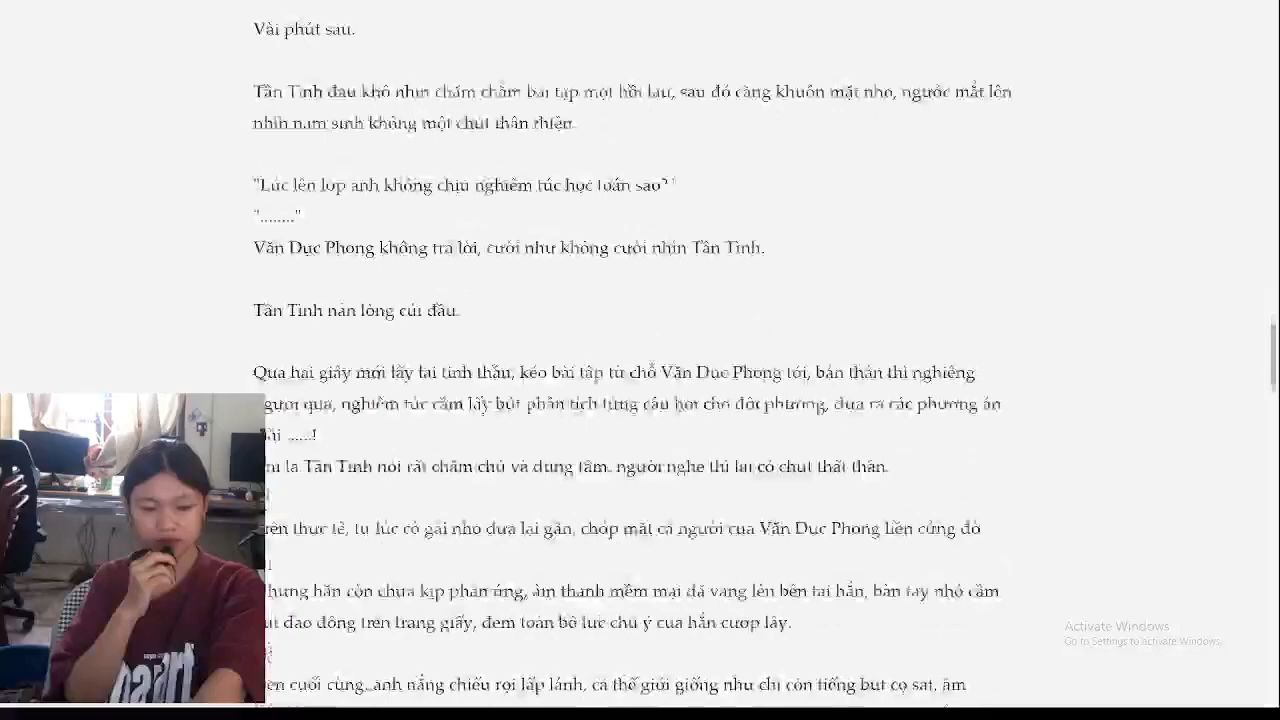 Vài phút sau.
Tần Tinh đau khổ nhìn chằm chằm bài tập một hồi lâu, sau đó căng khuôn mặt nhỏ, ngước mắt lên
nhìn nam sinh không một chút thân thiện.
"Lúc lên lớp anh không chịu nghiêm túc học toán sao?"
"........"
Văn Dục Phong không trả lời, cười như không cười nhìn Tần Tinh.
Tần Tinh nản lòng cúi đầu.
Qua hai giây mới lấy lại tinh thần, kéo bài tập từ chỗ Văn Dục Phong tới, bản thân thì nghiêng
người qua, nghiêm túc cầm lấy bút phân tích từng câu hỏi cho đối phương, đưa ra các phương án
......!
là Tần Tinh nói rất chăm chú và dụng tâm, người nghe thì lại có chút thất thần.
thực tế, từ lúc cô gái nhỏ dựa lại gần, chớp mắt cả người của Văn Dục Phong liền cứng đờ
hưng hắn còn chưa kịp phản ứng, âm thanh mềm mại đã vang lên bên tai hắn, bàn tay nhỏ cầm
út dao động trên trang giấy, đem toàn bộ lực chú ý của hắn cướp lấy.
cuối cùng, ánh nắng chiếu rọi lấp lánh, cả thế giới giống như chỉ còn tiếng bút cọ sát, âm
Activate Windows
Go to Settings to activate Windows.